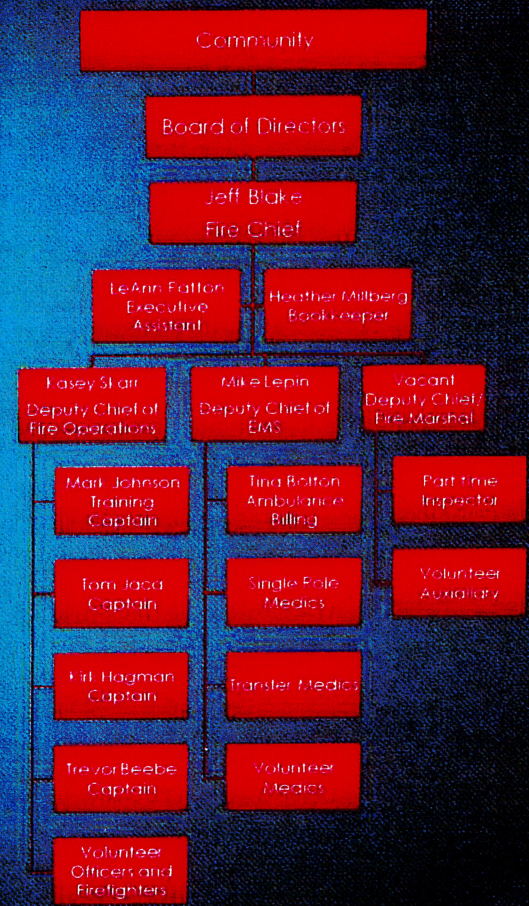 Community
Board of Directors
Jeff Blake
Fire Chief
LeAnn Patton
Executive
Assistant
Heather Millberg
Bookkeeper
Kasey Skarr
Deputy Chief of
Fire Operations
Mike Lepin
Deputy Chief of
EMS
Vacant
Deputy Chief/
Fire Marshal
Mark Johnson
Training
Captain
Tom Jaca
Captain
Kirk Hagman
Captain
Trevor Beebe
Captain
Volunteer
Officers and
Firefighters
Tina Bolton
Ambulance
Billing
Single Role
Medics
Transfer Medics
Volunteer
Medics
Part time
Inspector
Volunteer
Auxiliary